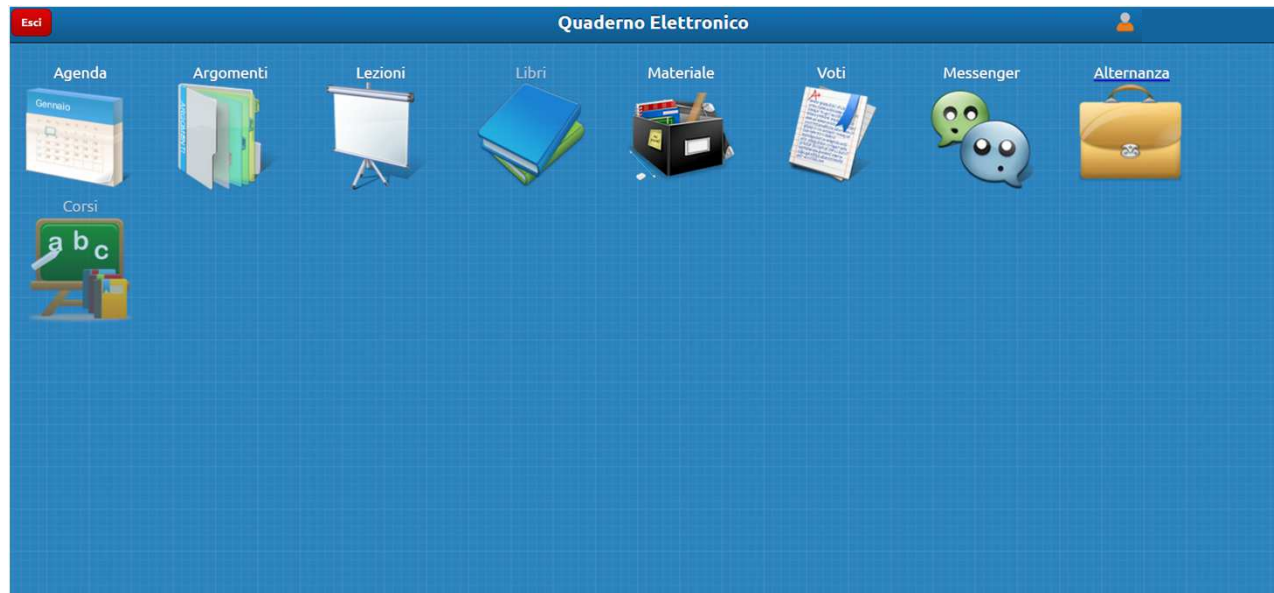 Esci
Quaderno Elettronico
Agenda
Argomenti
Lezioni
Libri
Materiale
Voti
Messenger
Alternanza
Gennaio
A+
Corsi
a b c